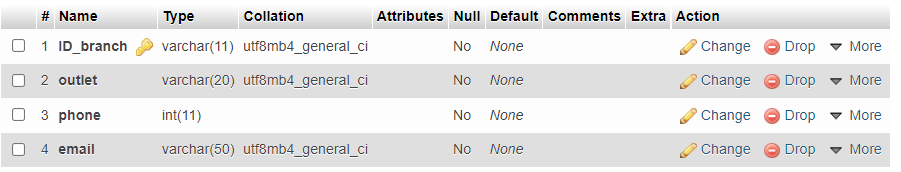 # Name Type Collation Attributes Null Default Comments Extra Action
1 ID_branch varchar(11) utf8mb4_general_ci No None Change Drop More
2 outlet varchar(20) utf8mb4_general_ci No None Change Drop More
3 phone int(11) No None Change Drop More
4 email varchar(50) utf8mb4_general_ci No None Change Drop More